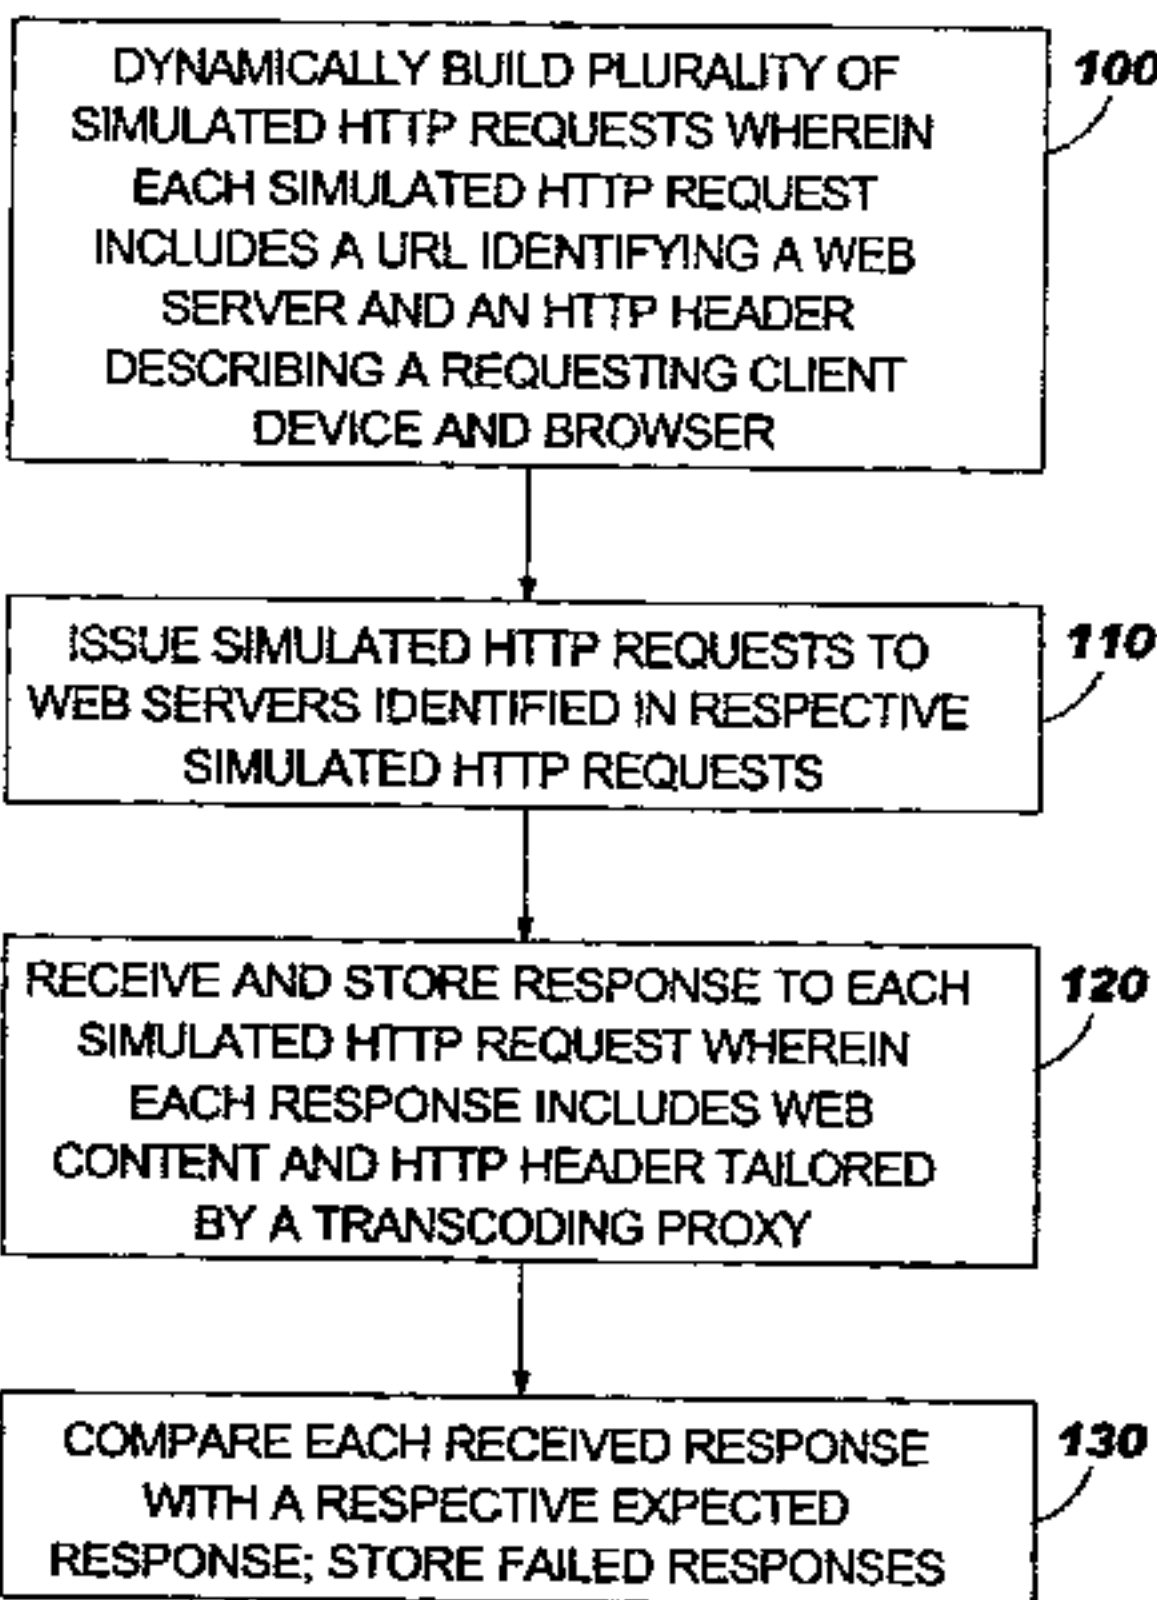 DYNAMICALLY BUILD PLURALITY OF
SIMULATED HTTP REQUESTS WHEREIN
EACH SIMULATED HTTP REQUEST
INCLUDES A URL IDENTIFYING A WEB
SERVER AND AN HTTP HEADER
DESCRIBING A REQUESTING CLIENT
DEVICE AND BROWSER
100
ISSUE SIMULATED HTTP REQUESTS TO
WEB SERVERS IDENTIFIED IN RESPECTIVE
SIMULATED HTTP REQUESTS
110
RECEIVE AND STORE RESPONSE TO EACH
SIMULATED HTTP REQUEST WHEREIN
EACH RESPONSE INCLUDES WEB
CONTENT AND HTTP HEADER TAILORED
BY A TRANSCODING PROXY
120
COMPARE EACH RECEIVED RESPONSE
WITH A RESPECTIVE EXPECTED
RESPONSE; STORE FAILED RESPONSES
130